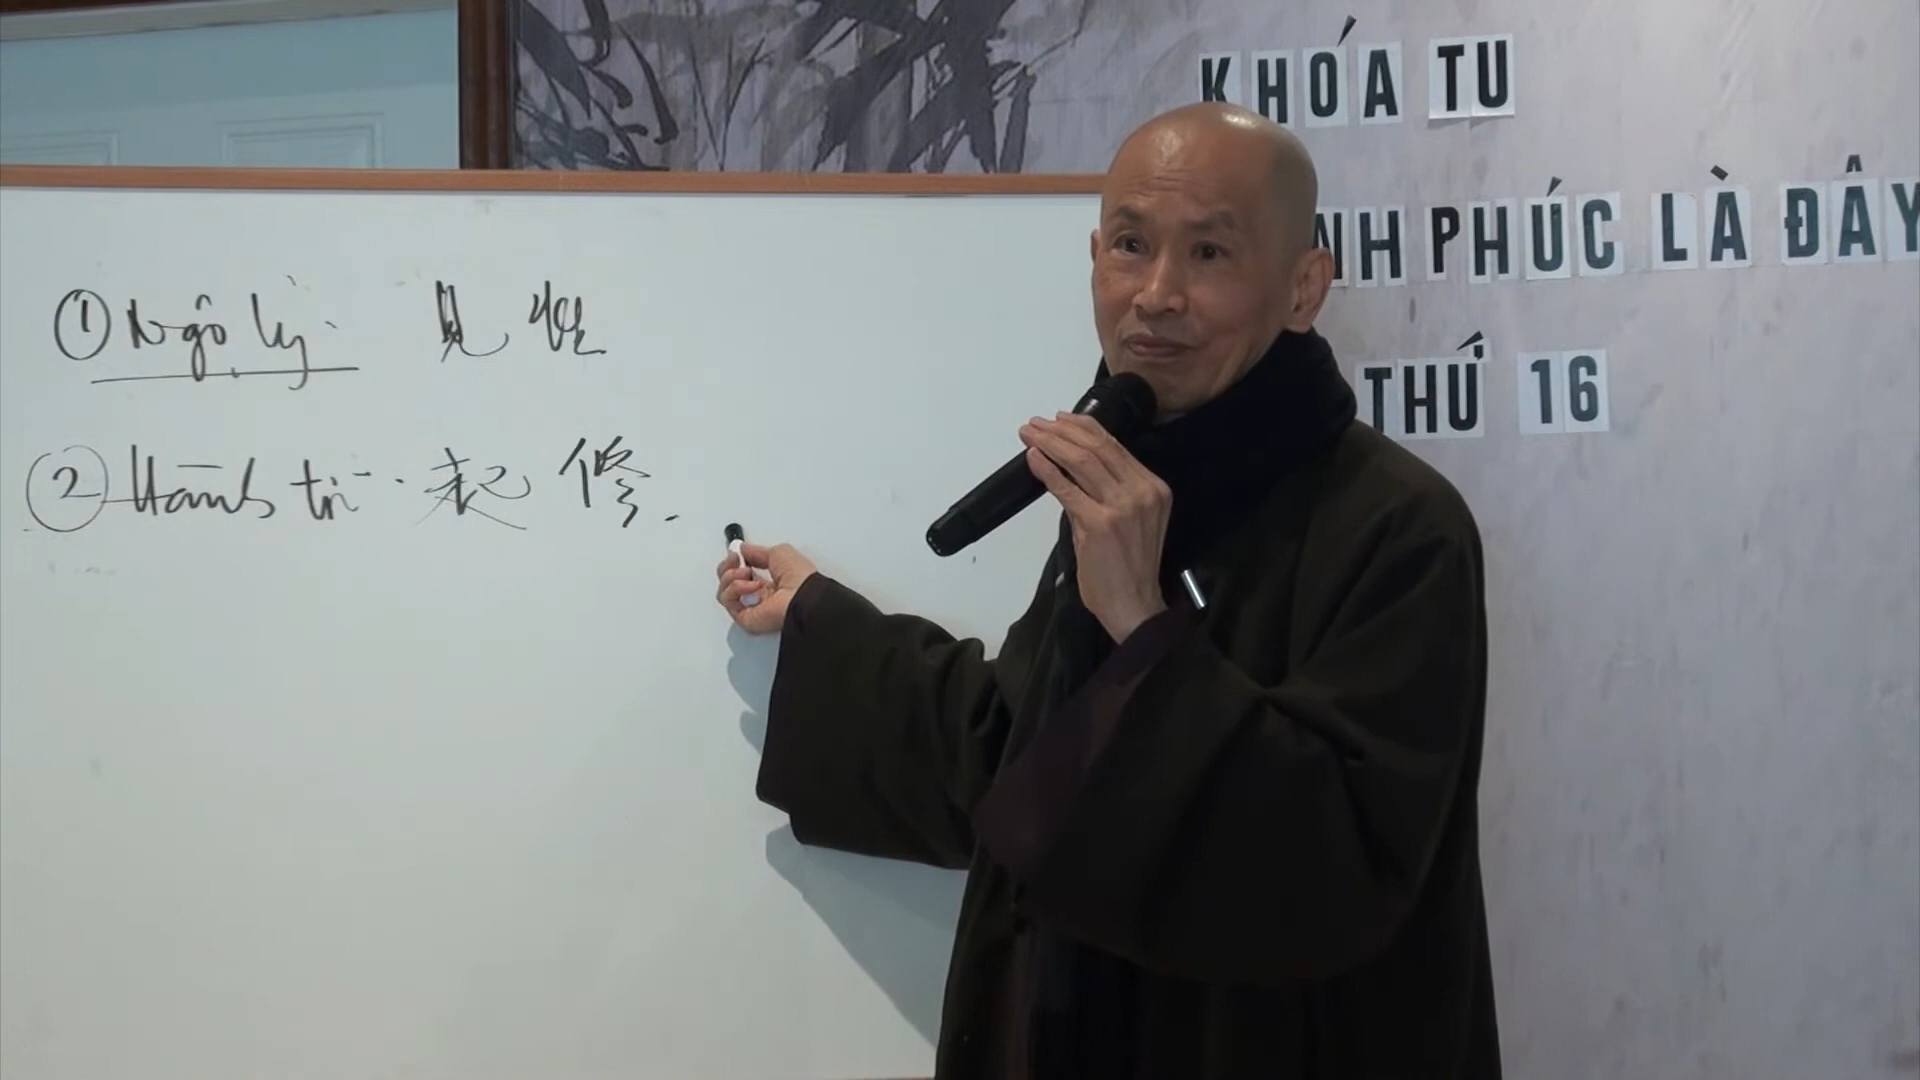 KHÓA TU
NH PHÚC LÀ ĐÂY
THỨ 16
① Ngộ lý. 見性
② Hành trì. 起修.